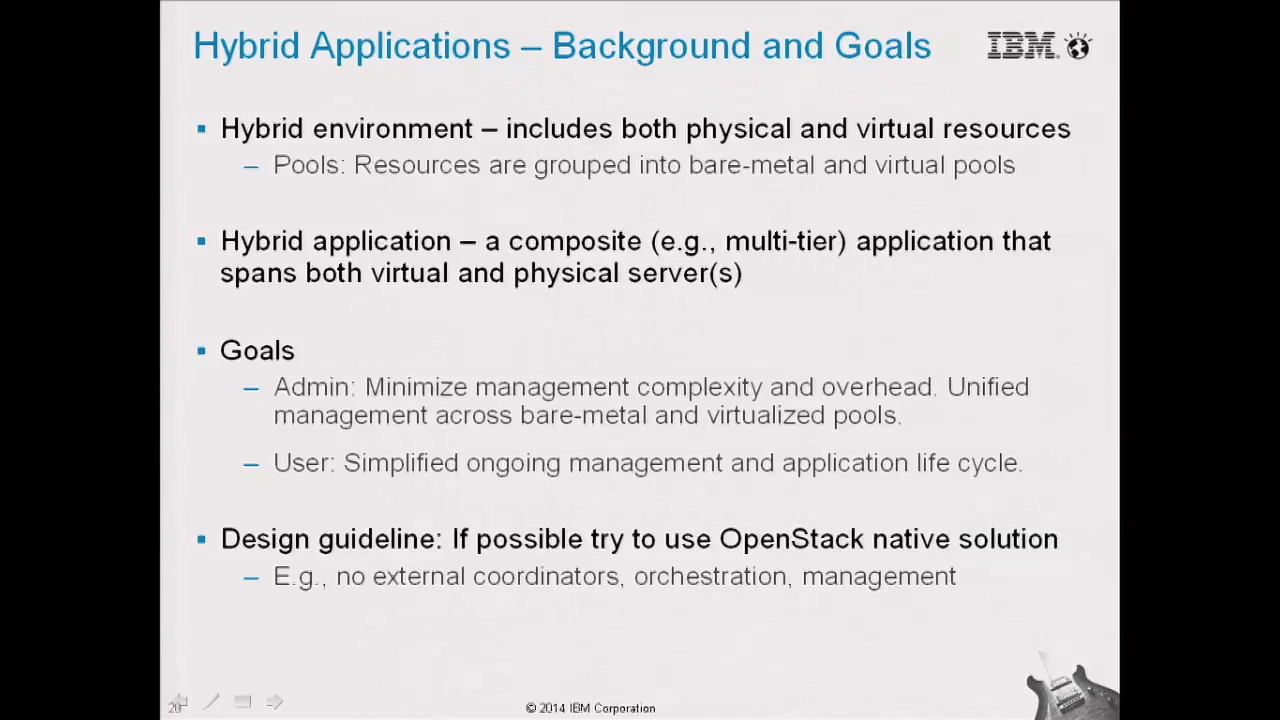 Hybrid Applications – Background and Goals
IBM
▪ Hybrid environment – includes both physical and virtual resources
– Pools: Resources are grouped into bare-metal and virtual pools
▪ Hybrid application – a composite (e.g., multi-tier) application that
spans both virtual and physical server(s)
▪ Goals
– Admin: Minimize management complexity and overhead. Unified
management across bare-metal and virtualized pools.
– User: Simplified ongoing management and application life cycle.
▪ Design guideline: If possible try to use OpenStack native solution
– E.g., no external coordinators, orchestration, management
© 2014 IBM Corporation